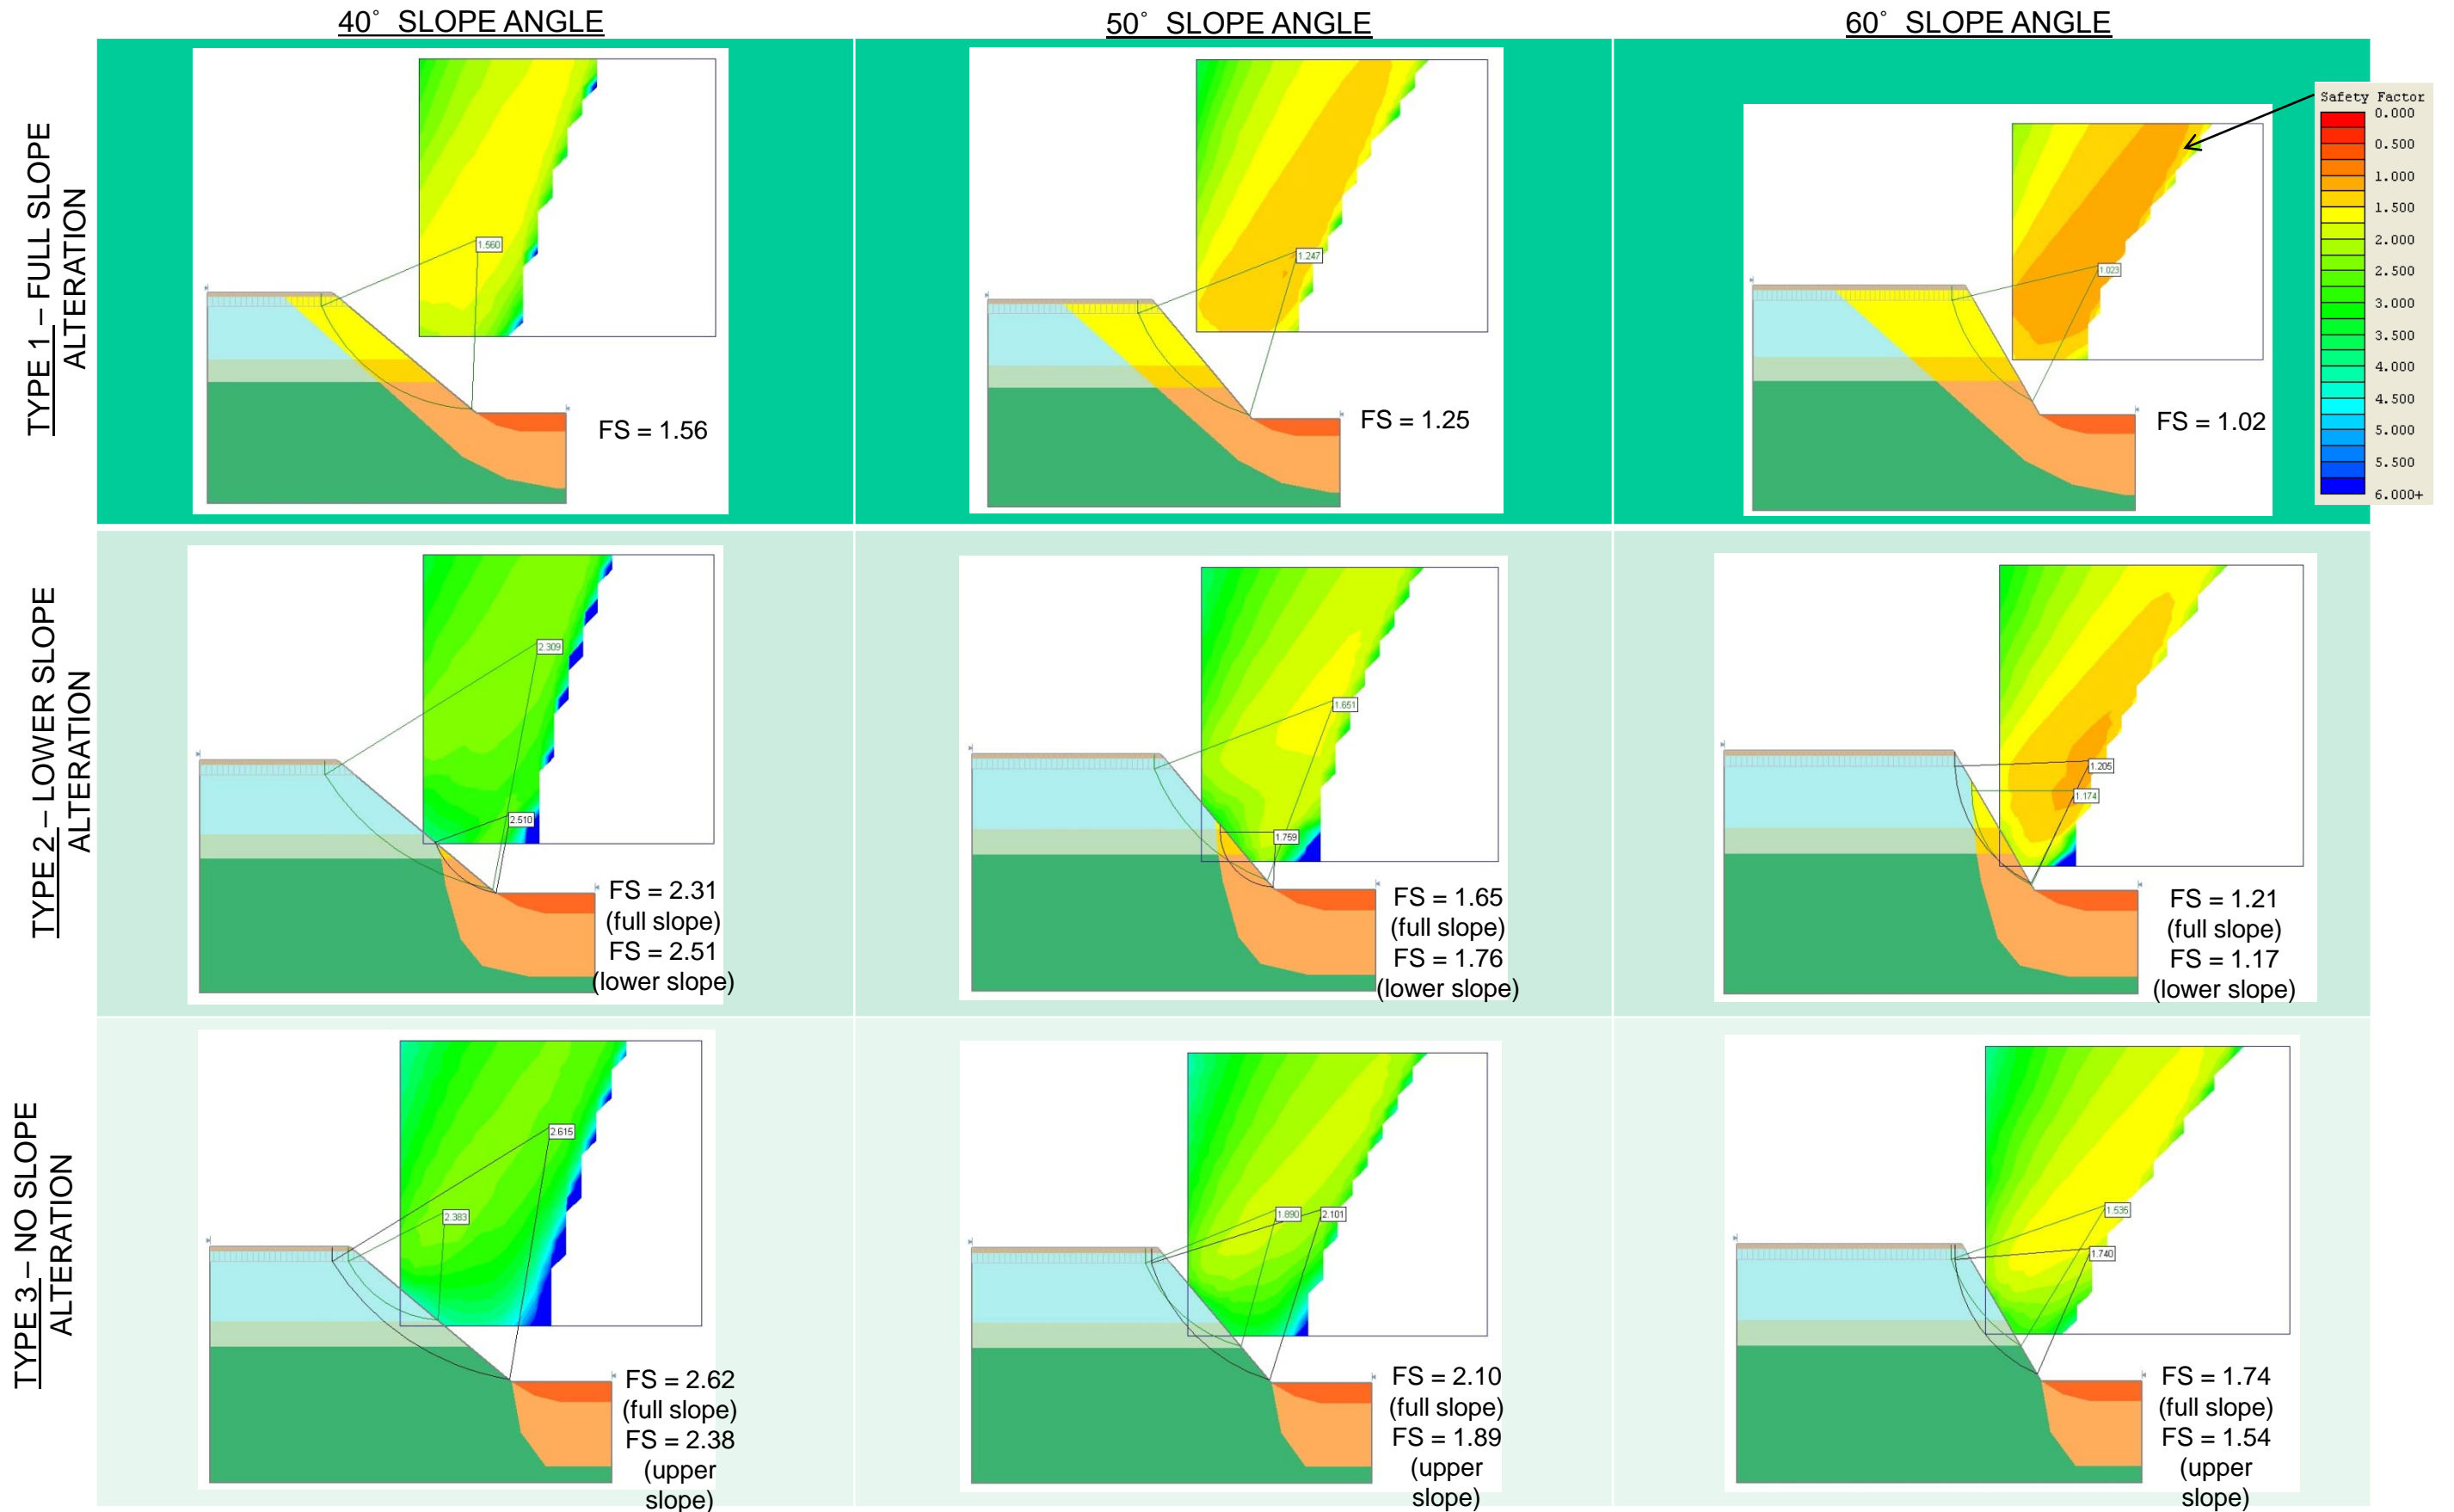 40° SLOPE ANGLE
50° SLOPE ANGLE
60° SLOPE ANGLE
TYPE 1 – FULL SLOPE
ALTERATION
1.560
FS = 1.56
1.247
FS = 1.25
1.023
FS = 1.02
Safety Factor
0.000
0.500
1.000
1.500
2.000
2.500
3.000
3.500
4.000
4.500
5.000
5.500
6.000+
TYPE 2 – LOWER SLOPE
ALTERATION
2.309
2.510
FS = 2.31
(full slope)
FS = 2.51
(lower slope)
1.651
1.759
FS = 1.65
(full slope)
FS = 1.76
(lower slope)
1.205
1.174
FS = 1.21
(full slope)
FS = 1.17
(lower slope)
TYPE 3 – NO SLOPE
ALTERATION
2.615
2.383
FS = 2.62
(full slope)
FS = 2.38
(upper
slope)
1.890
2.101
FS = 2.10
(full slope)
FS = 1.89
(upper
slope)
1.535
1.740
FS = 1.74
(full slope)
FS = 1.54
(upper
slope)